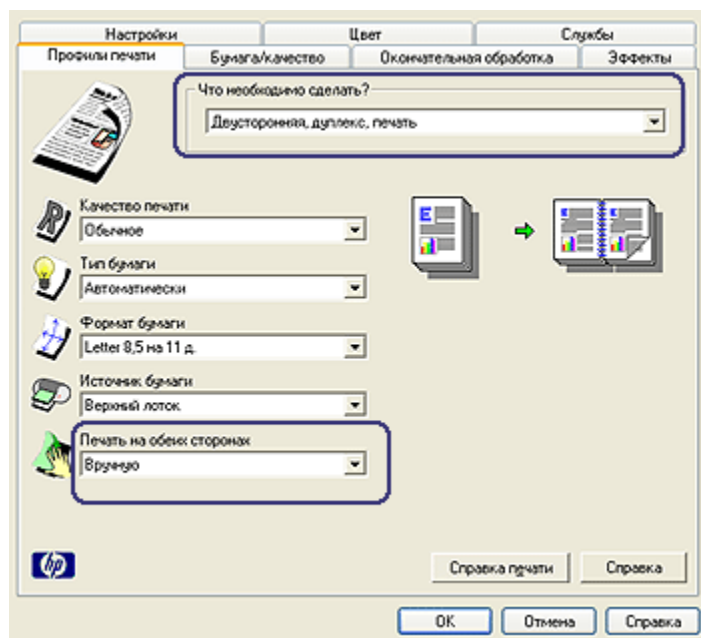 Настройки
Цвет
Службы
Профили печати
Бумага/качество
Окончательная обработка
Эффекты
Что необходимо сделать?
Двусторонняя, дуплекс, печать
Качество печати
Обычное
Тип бумаги
Автоматически
Формат бумаги
Letter 8,5 на 11 д.
Источник бумаги
Верхний лоток
Печать на обеих сторонах
Вручную
hp
Справка печати
Справка
OK
Отмена
Справка